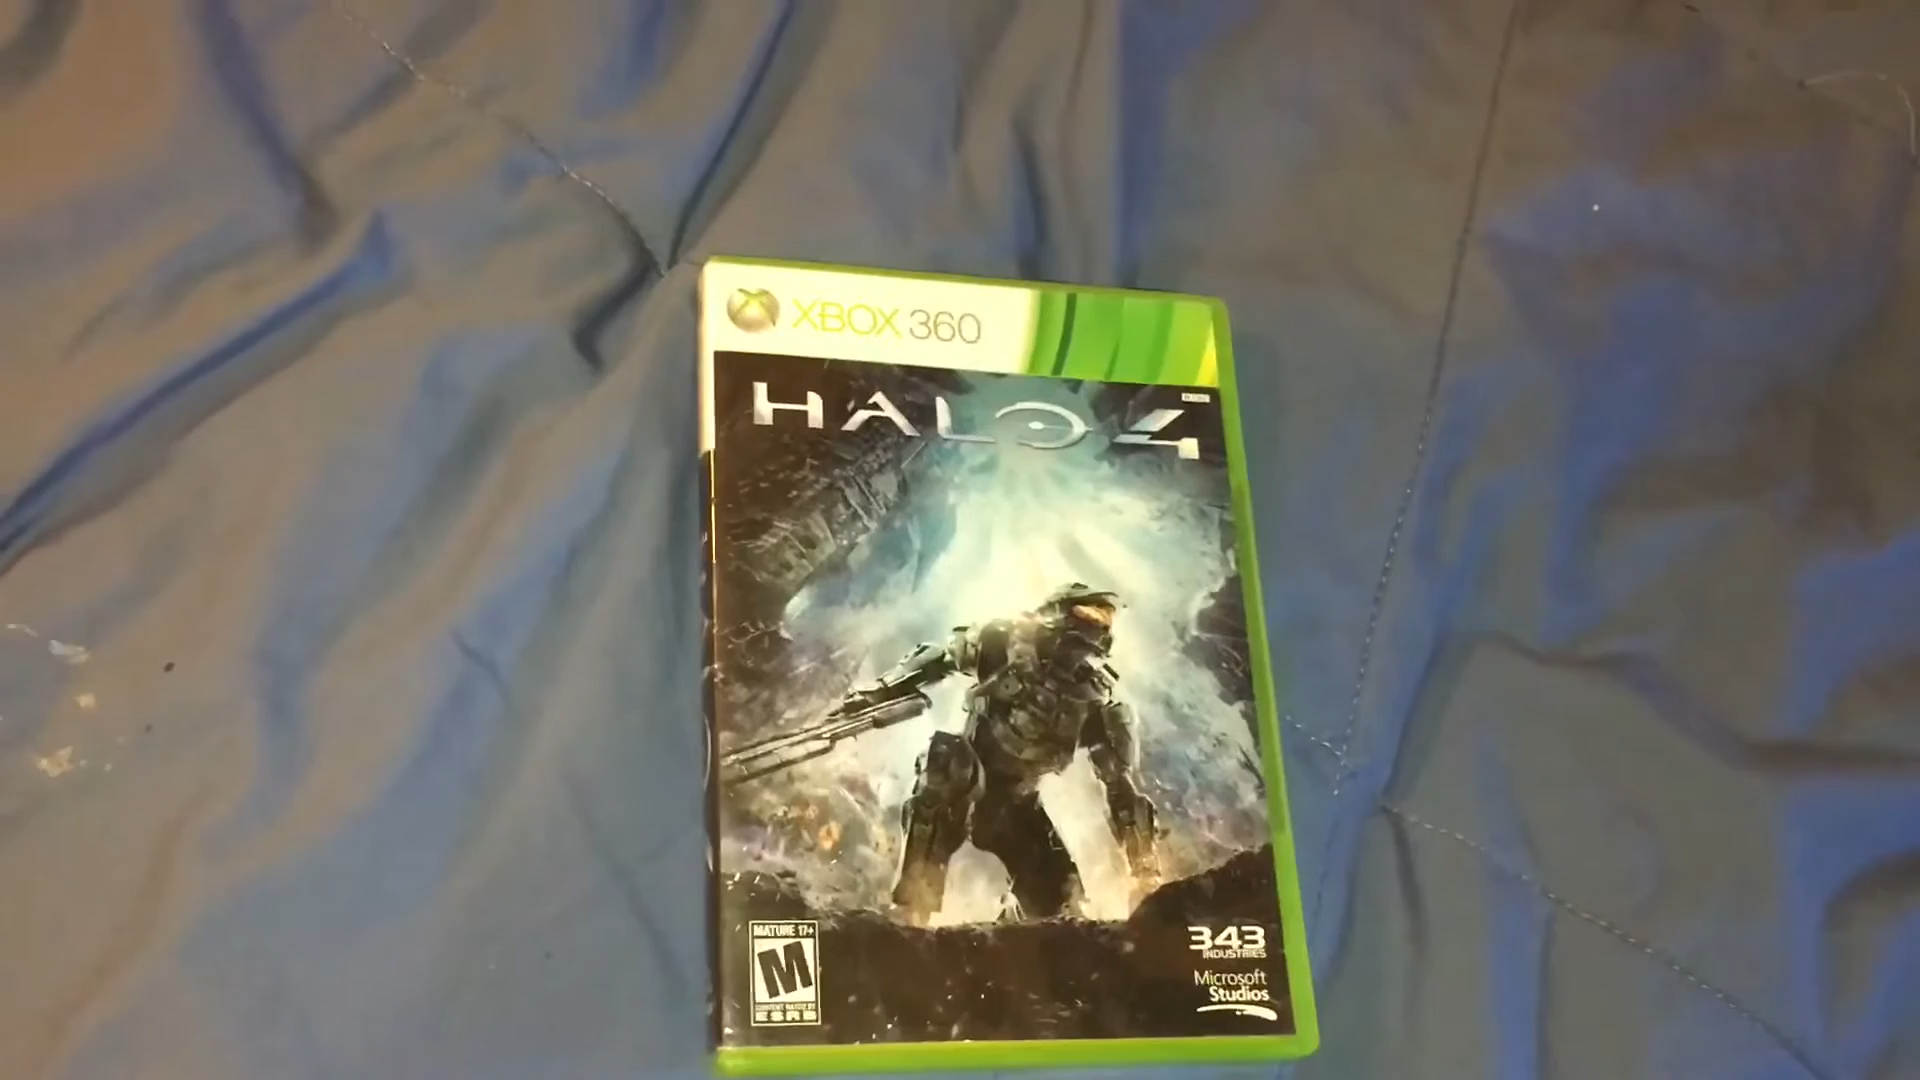 XBOX 360
HALO 4
MATURE 17+
M
CONTENT RATED BY
ESRB
343
INDUSTRIES
Microsoft
Studios